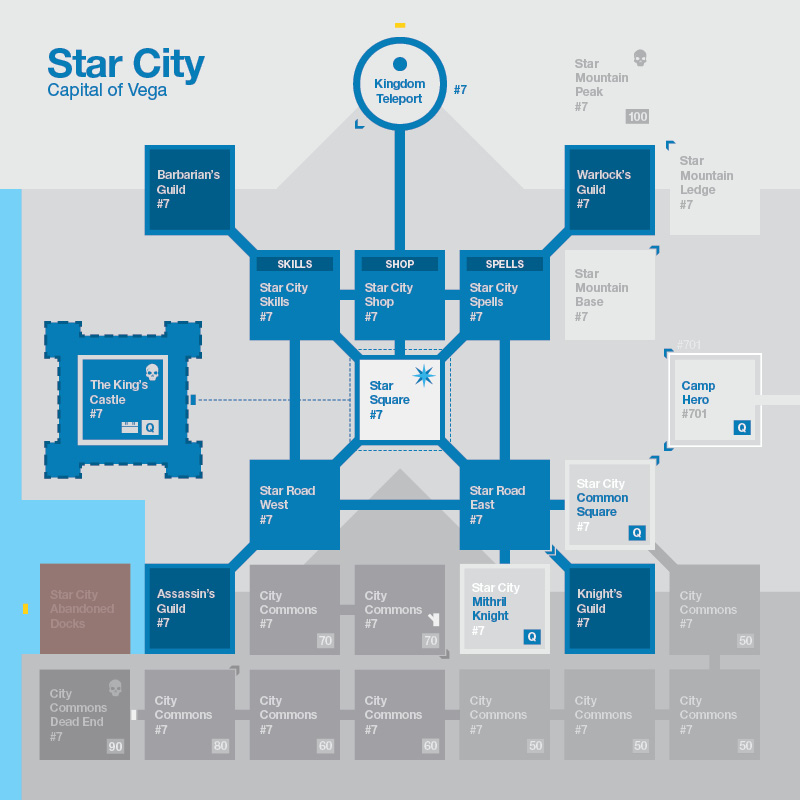 Star City
Capital of Vega
Kingdom
Teleport
#7
Star
Mountain
Peak
#7
100
Barbarian's
Guild
#7
Warlock's
Guild
#7
Star
Mountain
Ledge
#7
SKILLS
Star City
Skills
#7
SHOP
Star City
Shop
#7
SPELLS
Star City
Spells
#7
Star
Mountain
Base
#7
The King's
Castle
#7
Q
Star
Square
#7
#701
Camp
Hero
#701
Q
Star Road
West
#7
Star Road
East
#7
Star City
Common
Square
#7
Q
Star City
Abandoned
Docks
Assassin's
Guild
#7
City
Commons
#7
70
City
Commons
#7
70
Star City
Mithril
Knight
#7
Q
Knight's
Guild
#7
City
Commons
#7
50
City
Commons
Dead End
#7
90
City
Commons
#7
80
City
Commons
#7
60
City
Commons
#7
60
City
Commons
#7
50
City
Commons
#7
50
City
Commons
#7
50